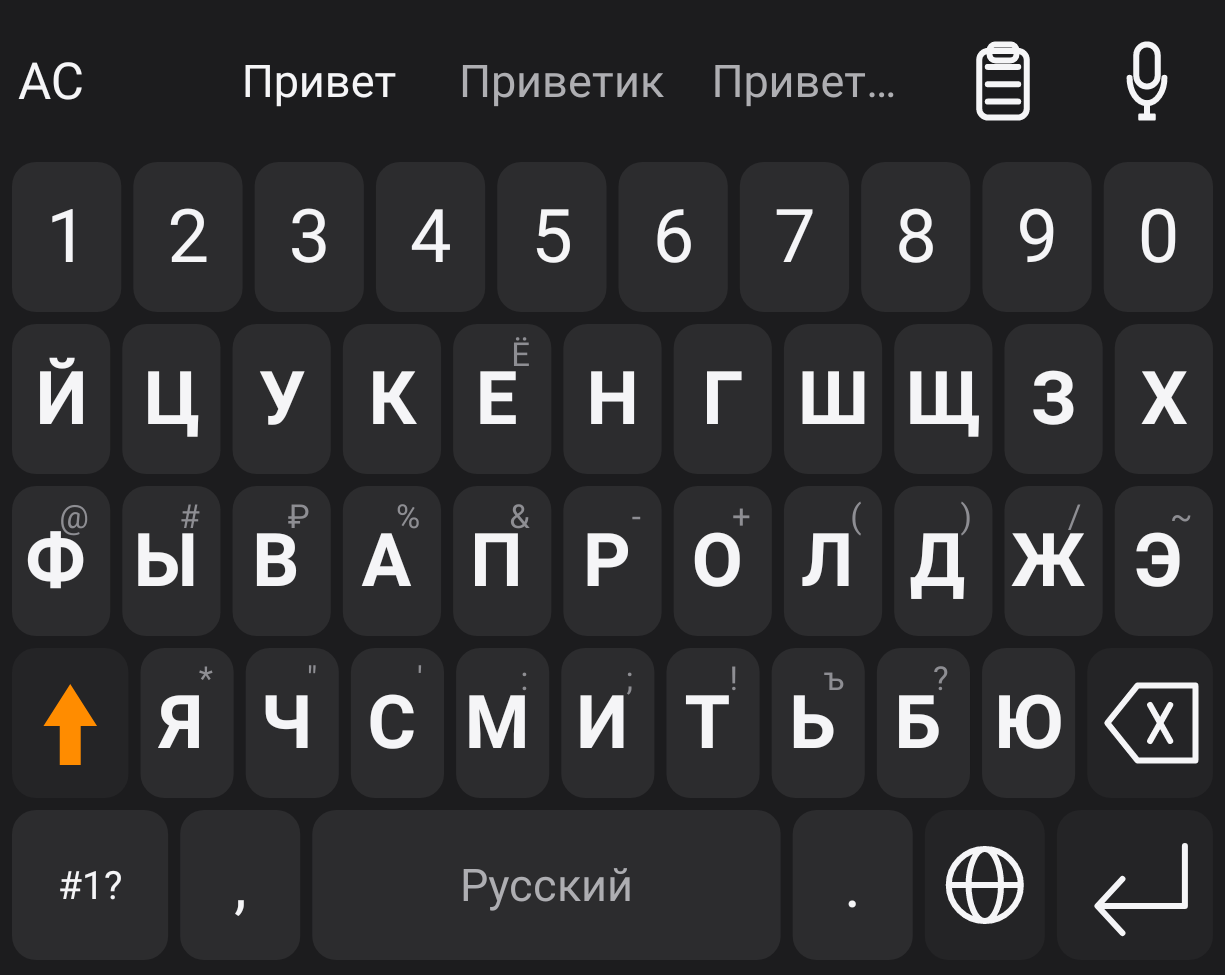 AC Привет Приветик Привет...
1 2 3 4 5 6 7 8 9 0
Й Ц У К Е Ё Н Г Ш Щ З Х
Ф @ Ы # В ₽ А % П & Р - О + Л ( Д ) Ж / Э ~
Я * Ч " С ' М : И ; Т ! Ь ъ Б ? Ю X
#1? , Русский .